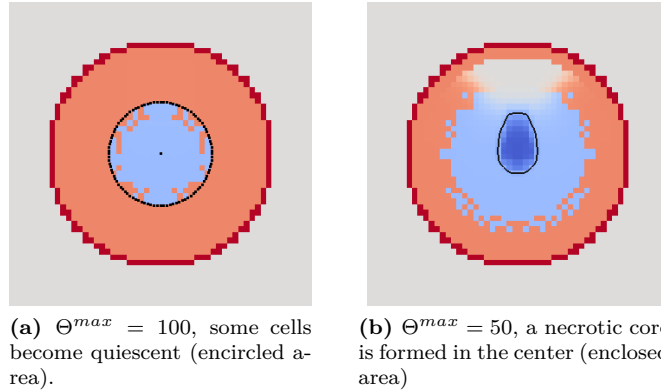 (a) Θ^max = 100, some cells
become quiescent (encircled a-
rea).
(b) Θ^max = 50, a necrotic core
is formed in the center (enclosed
area)